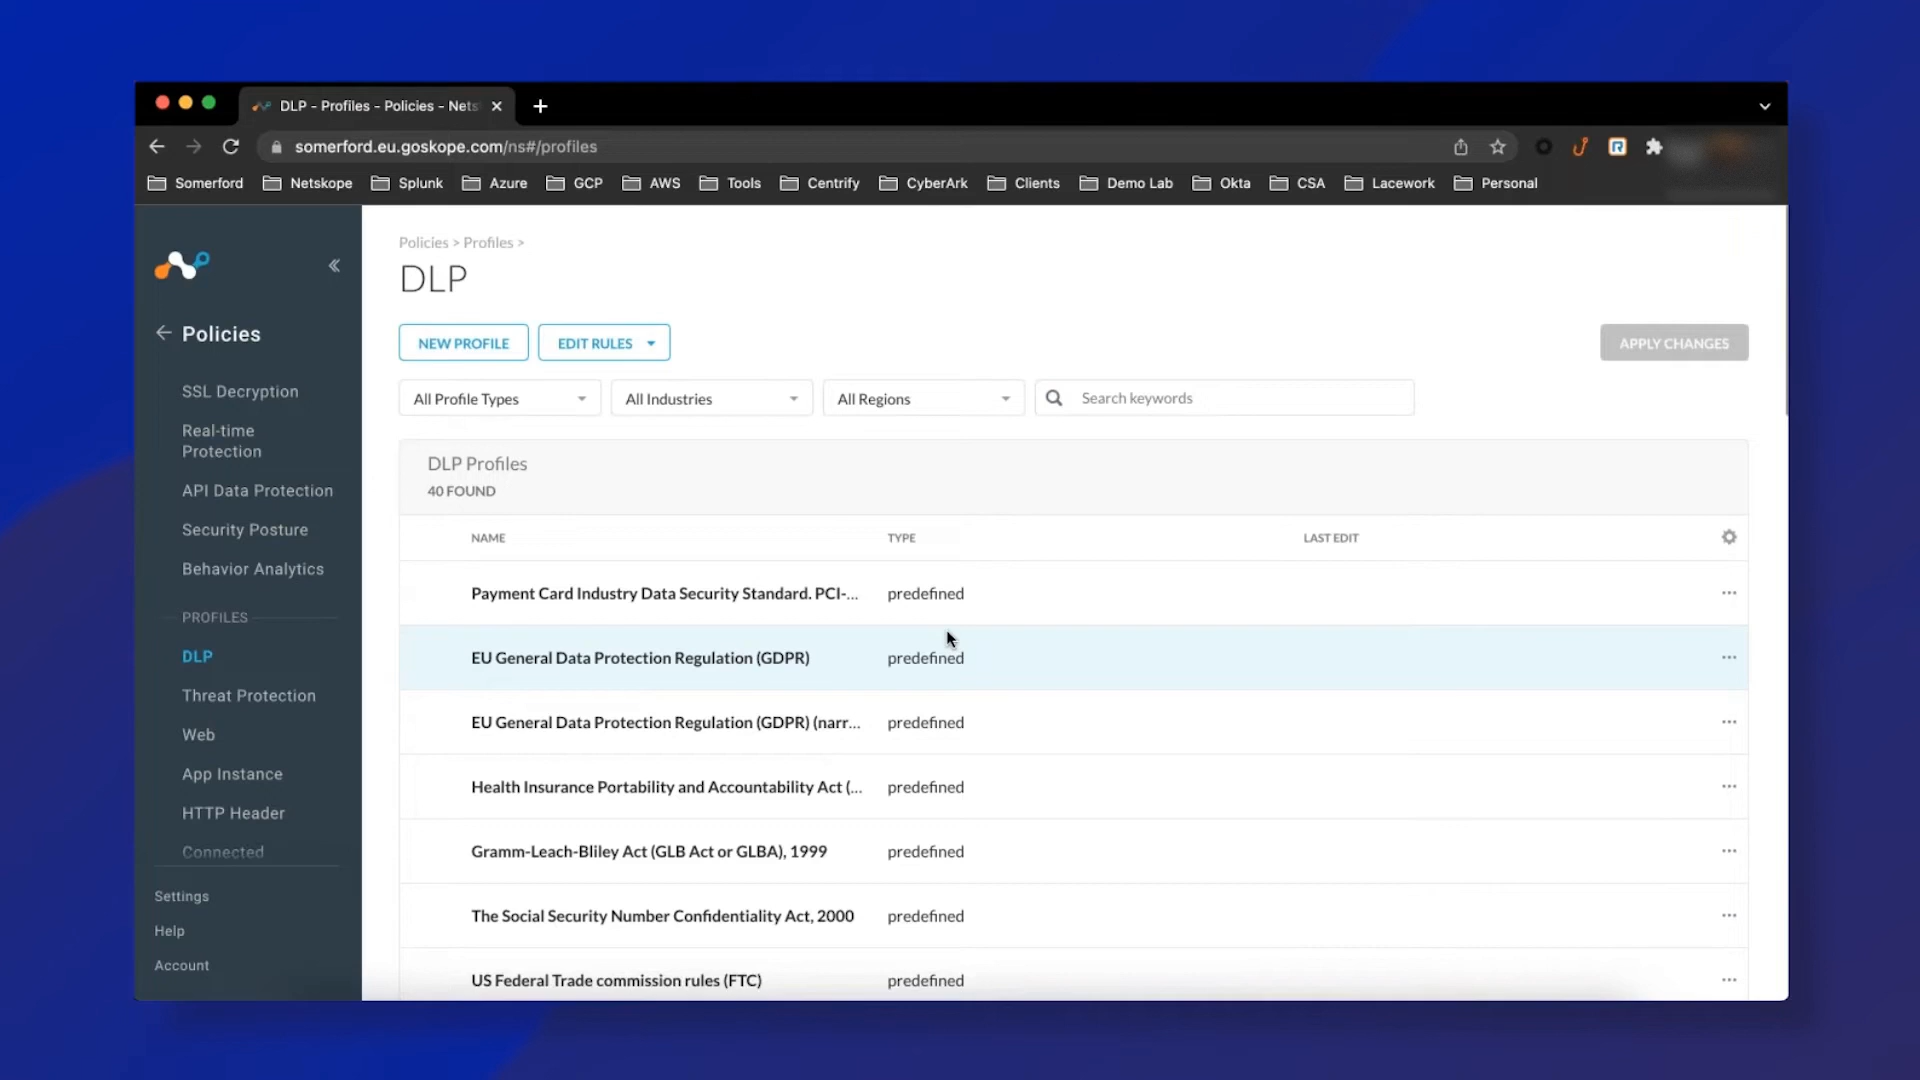 DLP - Profiles - Policies - Nets
somerford.eu.goskope.com/ns#/profiles
Somerford Netskope Splunk Azure GCP AWS Tools Centrify CyberArk Clients Demo Lab Okta CSA Lacework Personal
Policies
SSL Decryption
Real-time
Protection
API Data Protection
Security Posture
Behavior Analytics
PROFILES
DLP
Threat Protection
Web
App Instance
HTTP Header
Connected
Settings
Help
Account
Policies > Profiles >
DLP
NEW PROFILE EDIT RULES APPLY CHANGES
All Profile Types All Industries All Regions Search keywords
DLP Profiles
40 FOUND
NAME TYPE LAST EDIT
Payment Card Industry Data Security Standard. PCI-... predefined
EU General Data Protection Regulation (GDPR) predefined
EU General Data Protection Regulation (GDPR) (narr... predefined
Health Insurance Portability and Accountability Act (... predefined
Gramm-Leach-Bliley Act (GLB Act or GLBA), 1999 predefined
The Social Security Number Confidentiality Act, 2000 predefined
US Federal Trade commission rules (FTC) predefined